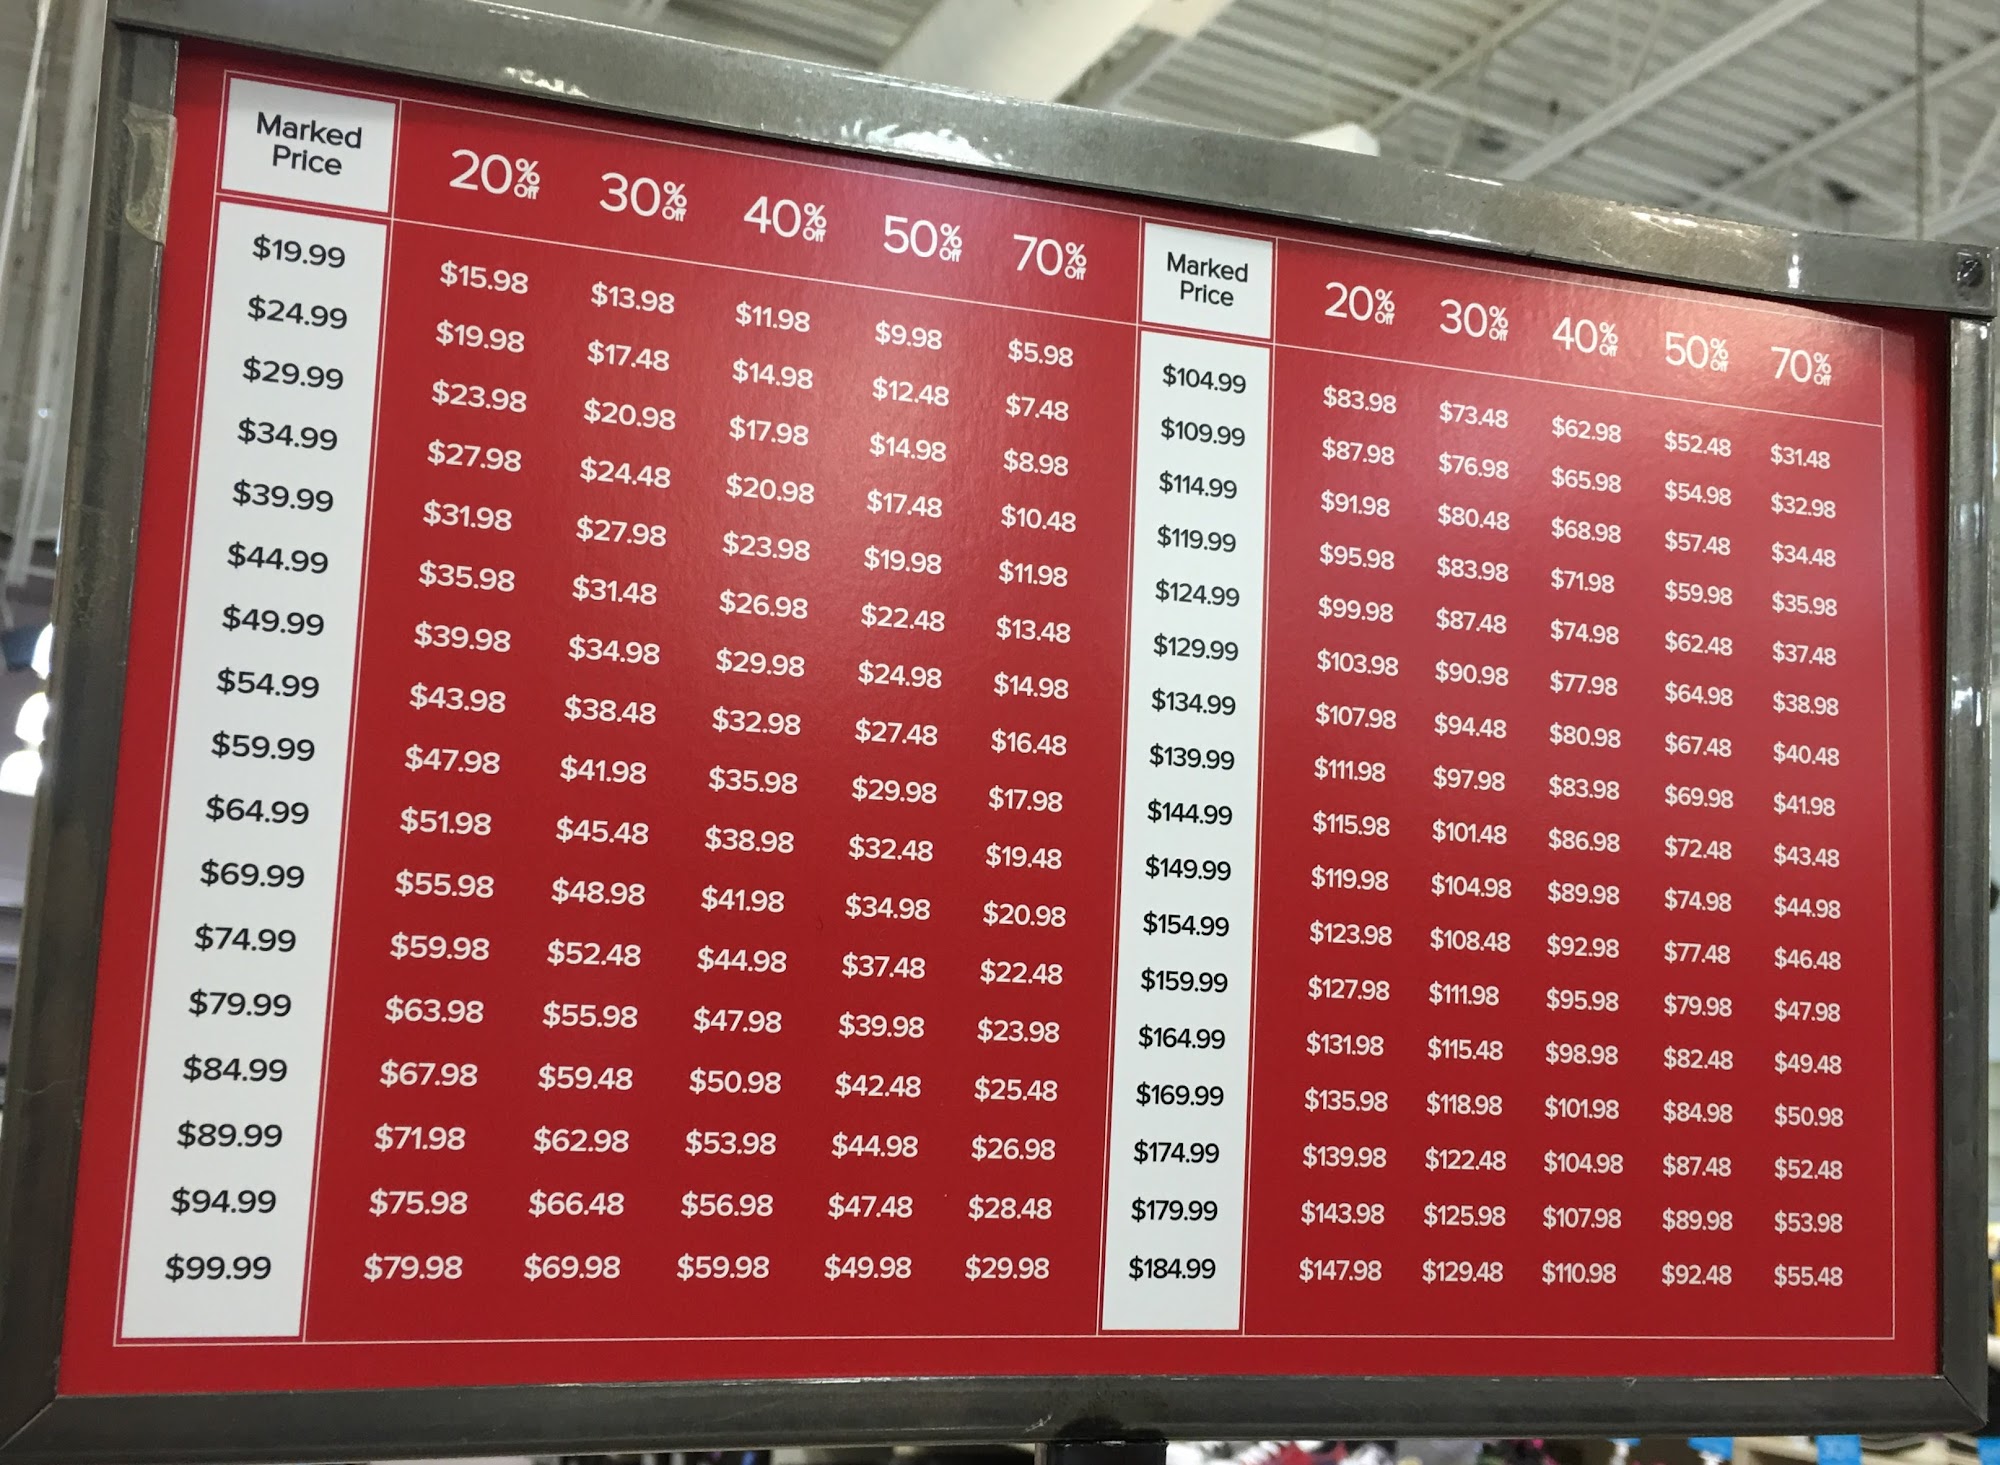 Marked
Price
20% Off 30% Off 40% Off 50% Off 70% Off
$19.99 $15.98 $13.98 $11.98 $9.98 $5.98
$24.99 $19.98 $17.48 $14.98 $12.48 $7.48
$29.99 $23.98 $20.98 $17.98 $14.98 $8.98
$34.99 $27.98 $24.48 $20.98 $17.48 $10.48
$39.99 $31.98 $27.98 $23.98 $19.98 $11.98
$44.99 $35.98 $31.48 $26.98 $22.48 $13.48
$49.99 $39.98 $34.98 $29.98 $24.98 $14.98
$54.99 $43.98 $38.48 $32.98 $27.48 $16.48
$59.99 $47.98 $41.98 $35.98 $29.98 $17.98
$64.99 $51.98 $45.48 $38.98 $32.48 $19.48
$69.99 $55.98 $48.98 $41.98 $34.98 $20.98
$74.99 $59.98 $52.48 $44.98 $37.48 $22.48
$79.99 $63.98 $55.98 $47.98 $39.98 $23.98
$84.99 $67.98 $59.48 $50.98 $42.48 $25.48
$89.99 $71.98 $62.98 $53.98 $44.98 $26.98
$94.99 $75.98 $66.48 $56.98 $47.48 $28.48
$99.99 $79.98 $69.98 $59.98 $49.98 $29.98
Marked
Price
20% Off 30% Off 40% Off 50% Off 70% Off
$104.99 $83.98 $73.48 $62.98 $52.48 $31.48
$109.99 $87.98 $76.98 $65.98 $54.98 $32.98
$114.99 $91.98 $80.48 $68.98 $57.48 $34.48
$119.99 $95.98 $83.98 $71.98 $59.98 $35.98
$124.99 $99.98 $87.48 $74.98 $62.48 $37.48
$129.99 $103.98 $90.98 $77.98 $64.98 $38.98
$134.99 $107.98 $94.48 $80.98 $67.48 $40.48
$139.99 $111.98 $97.98 $83.98 $69.98 $41.98
$144.99 $115.98 $101.48 $86.98 $72.48 $43.48
$149.99 $119.98 $104.98 $89.98 $74.98 $44.98
$154.99 $123.98 $108.48 $92.98 $77.48 $46.48
$159.99 $127.98 $111.98 $95.98 $79.98 $47.98
$164.99 $131.98 $115.48 $98.98 $82.48 $49.48
$169.99 $135.98 $118.98 $101.98 $84.98 $50.98
$174.99 $139.98 $122.48 $104.98 $87.48 $52.48
$179.99 $143.98 $125.98 $107.98 $89.98 $53.98
$184.99 $147.98 $129.48 $110.98 $92.48 $55.48